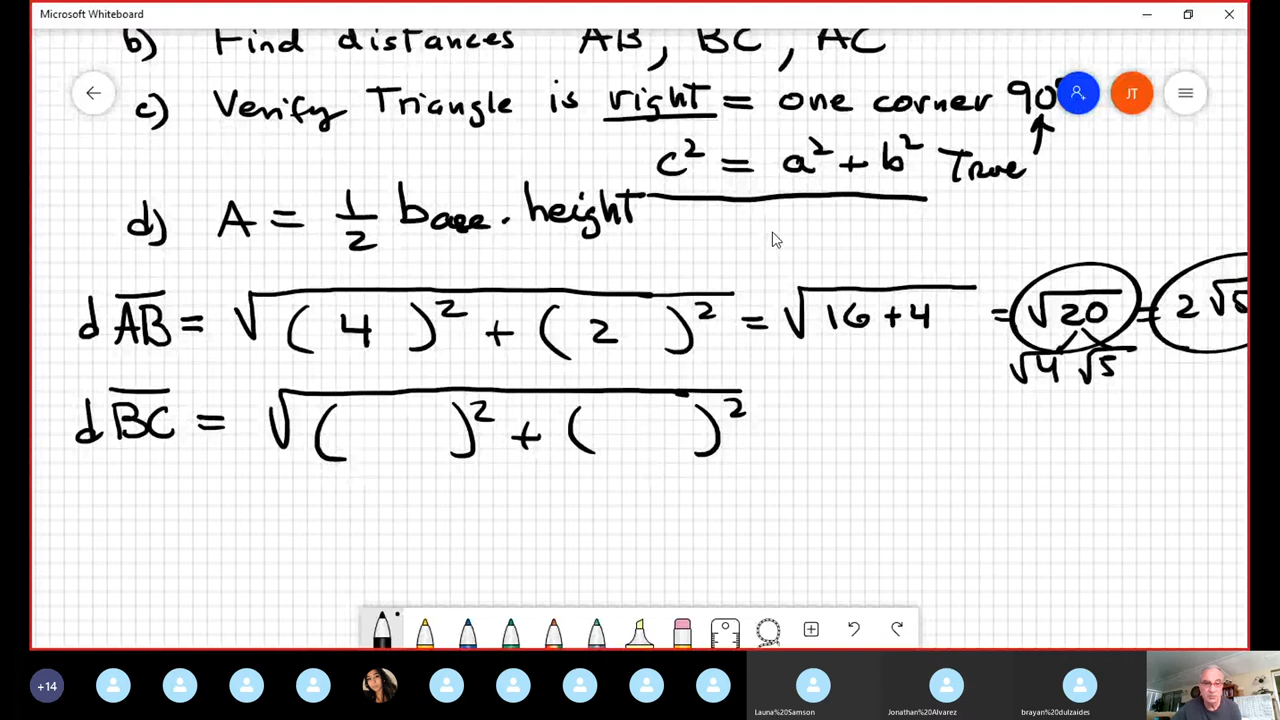 Microsoft Whiteboard
b) Find distances AB, BC, AC
c) Verify Triangle is right = one corner 90°
JT
c² = a² + b² True
d) A = 1/2 base . height
d AB = √( 4 )² + ( 2 )² = √16 + 4 = √20 = 2√5
√4 √5
d BC = √( )² + ( )²
+14
Launa%20Samson
Jonathan%20Alvarez
brayan%20dulzaides